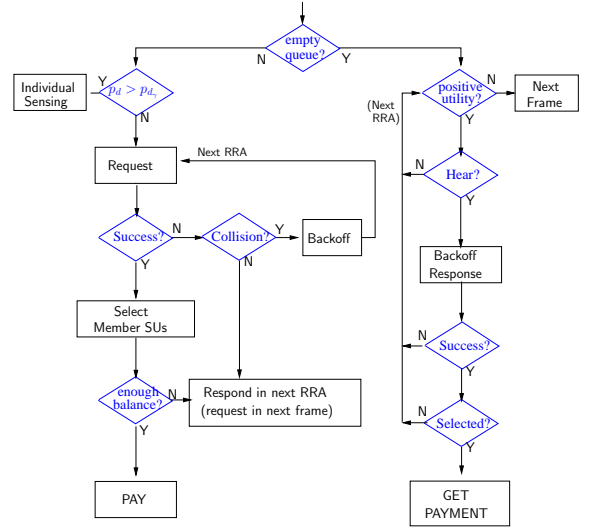 empty
queue?
N
Y
Individual
Sensing
Y
p_d > p_{d_γ}
N
(Next
RRA)
positive
utility?
N
Y
Next
Frame
Request
Next RRA
N
Hear?
Y
Success?
N
Y
Collision?
Y
N
Backoff
Backoff
Response
Select
Member SUs
N
Success?
Y
enough
balance?
N
Y
Respond in next RRA
(request in next frame)
N
Selected?
Y
PAY
GET
PAYMENT